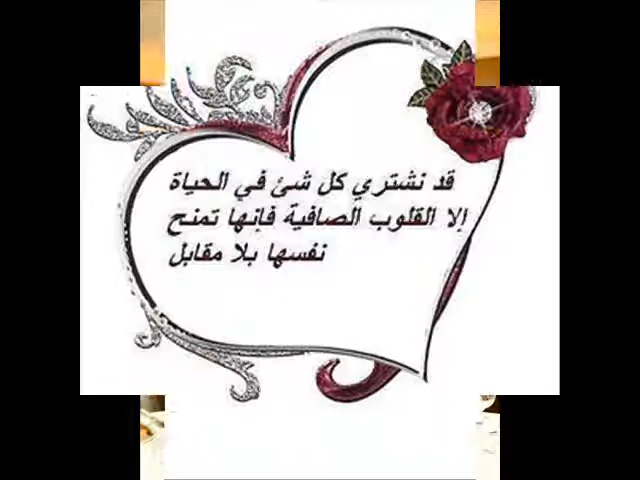 قد نشتري كل شئ في الحياة
إلا القلوب الصافية فإنها تمنح
نفسها بلا مقابل